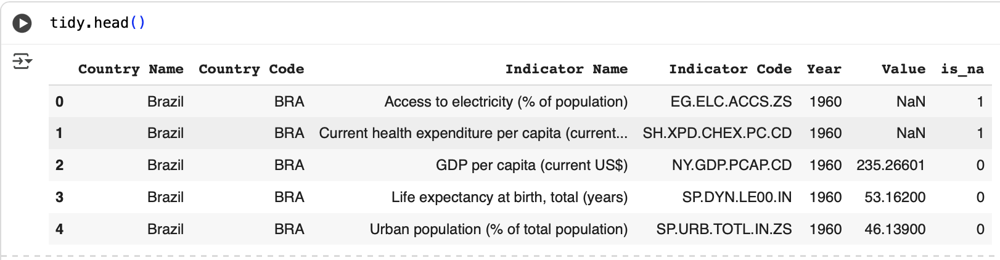 tidy.head()
Country Name Country Code Indicator Name Indicator Code Year Value is_na
0 Brazil BRA Access to electricity (% of population) EG.ELC.ACCS.ZS 1960 NaN 1
1 Brazil BRA Current health expenditure per capita (current... SH.XPD.CHEX.PC.CD 1960 NaN 1
2 Brazil BRA GDP per capita (current US$) NY.GDP.PCAP.CD 1960 235.26601 0
3 Brazil BRA Life expectancy at birth, total (years) SP.DYN.LE00.IN 1960 53.16200 0
4 Brazil BRA Urban population (% of total population) SP.URB.TOTL.IN.ZS 1960 46.13900 0